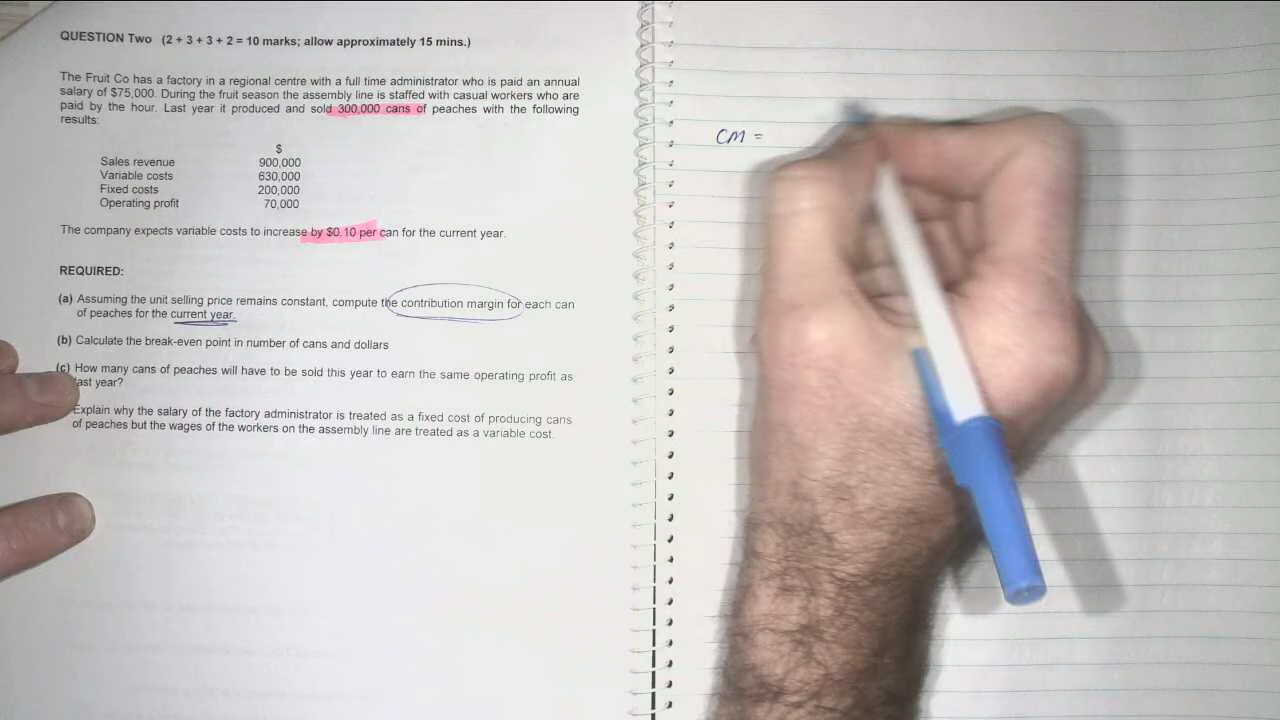 QUESTION Two (2 + 3 + 3 + 2 = 10 marks; allow approximately 15 mins.)
The Fruit Co has a factory in a regional centre with a full time administrator who is paid an annual
salary of $75,000. During the fruit season the assembly line is staffed with casual workers who are
paid by the hour. Last year it produced and sold 300,000 cans of peaches with the following
results:
$
Sales revenue 900,000
Variable costs 630,000
Fixed costs 200,000
Operating profit 70,000
The company expects variable costs to increase by $0.10 per can for the current year.
REQUIRED:
(a) Assuming the unit selling price remains constant, compute the contribution margin for each can
of peaches for the current year.
(b) Calculate the break-even point in number of cans and dollars
(c) How many cans of peaches will have to be sold this year to earn the same operating profit as
last year?
Explain why the salary of the factory administrator is treated as a fixed cost of producing cans
of peaches but the wages of the workers on the assembly line are treated as a variable cost.
CM =